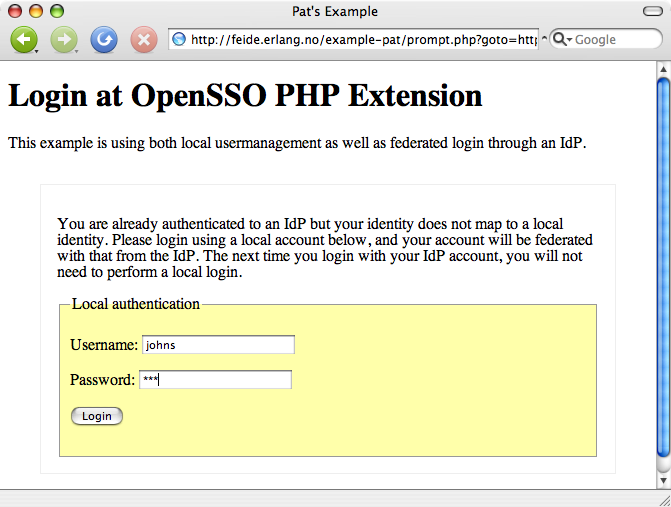 Pat's Example
http://feide.erlang.no/example-pat/prompt.php?goto=http
Google
Login at OpenSSO PHP Extension
This example is using both local usermanagement as well as federated login through an IdP.
You are already authenticated to an IdP but your identity does not map to a local
identity. Please login using a local account below, and your account will be federated
with that from the IdP. The next time you login with your IdP account, you will not
need to perform a local login.
Local authentication
Username: johns
Password: ***
Login